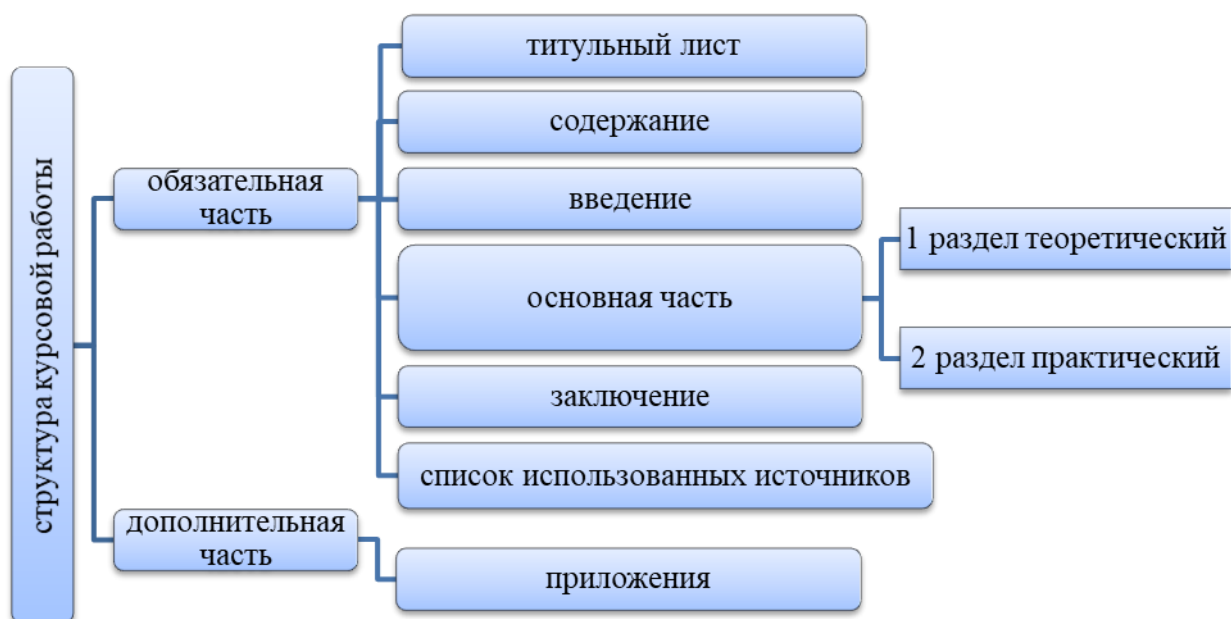 структура курсовой работы
обязательная
часть
титульный лист
содержание
введение
основная часть
1 раздел теоретический
2 раздел практический
заключение
список использованных источников
дополнительная
часть
приложения